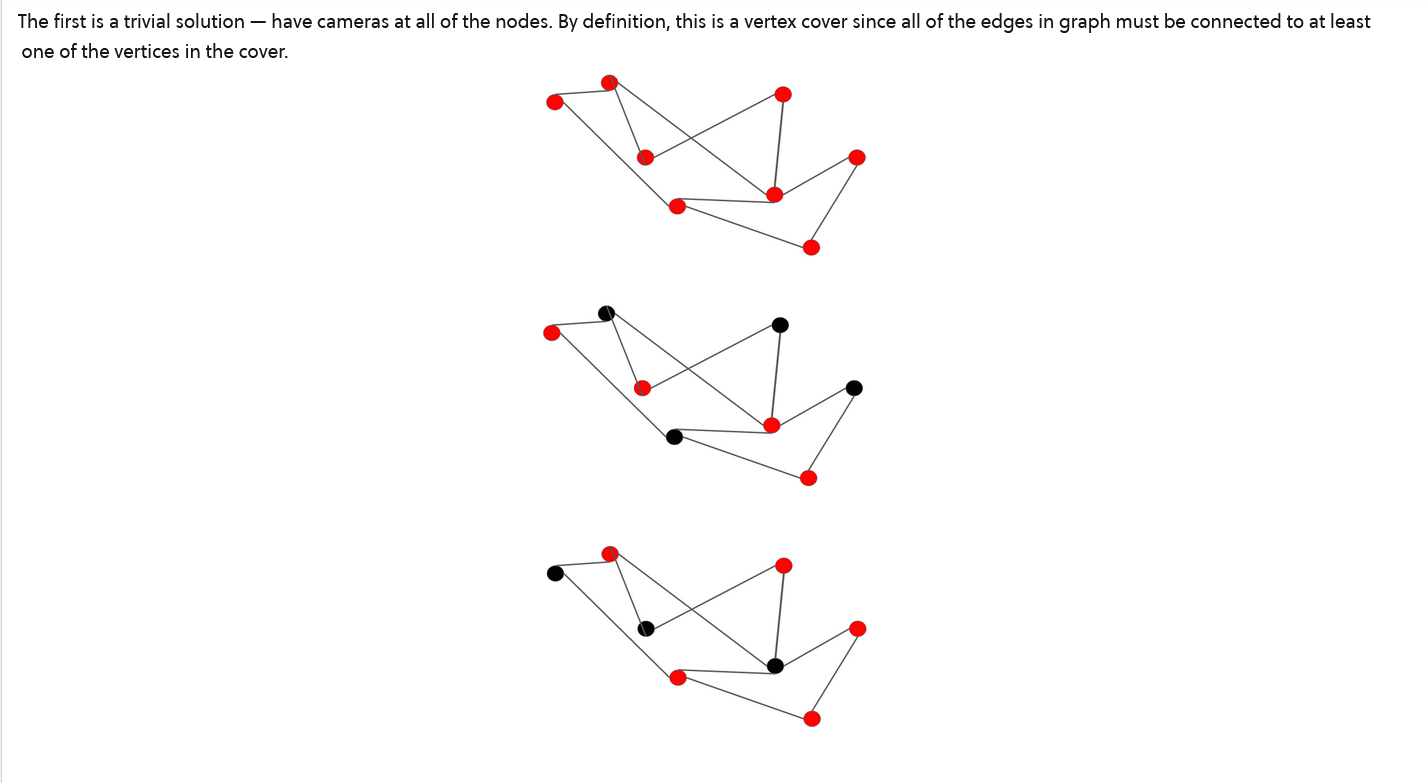 The first is a trivial solution — have cameras at all of the nodes. By definition, this is a vertex cover since all of the edges in graph must be connected to at least
one of the vertices in the cover.